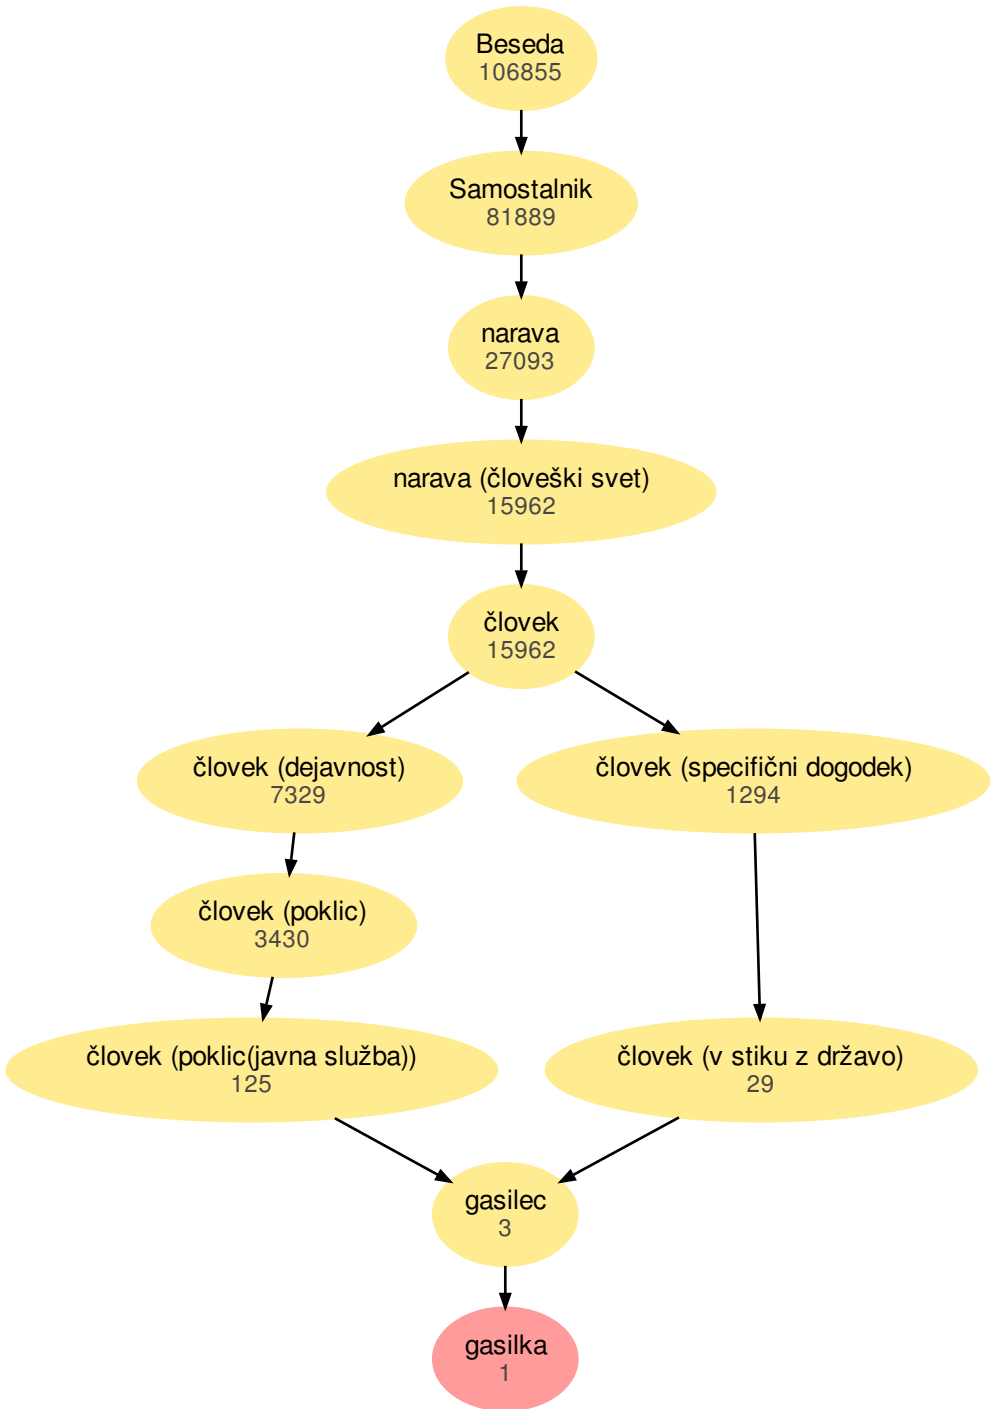 Beseda
106855
Samostalnik
81889
narava
27093
narava (človeški svet)
15962
človek
15962
človek (dejavnost)
7329
človek (specifični dogodek)
1294
človek (poklic)
3430
človek (poklic(javna služba))
125
človek (v stiku z državo)
29
gasilec
3
gasilka
1